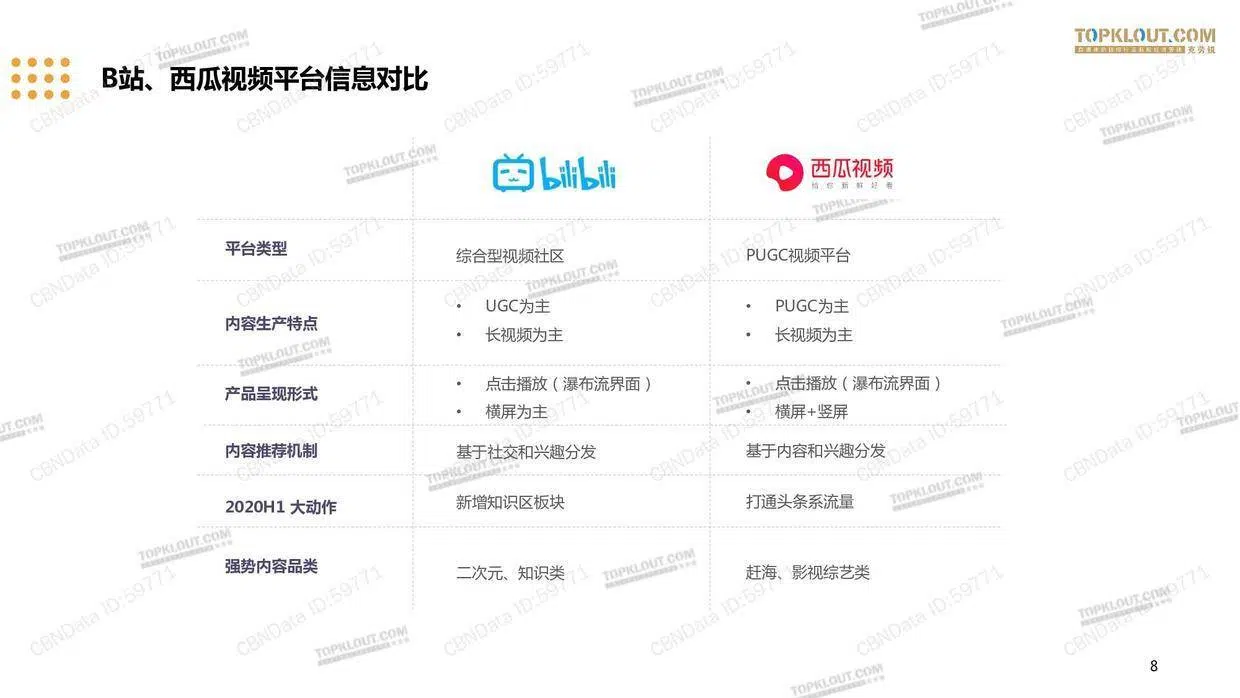 TOPKLOUT.COM
克劳锐
B站、西瓜视频平台信息对比
bilibili
西瓜视频
给你新鲜好看
平台类型
综合型视频社区
PUGC视频平台
内容生产特点
• UGC为主
• 长视频为主
• PUGC为主
• 长视频为主
产品呈现形式
• 点击播放（瀑布流界面）
• 横屏为主
• 点击播放（瀑布流界面）
• 横屏+竖屏
内容推荐机制
基于社交和兴趣分发
基于内容和兴趣分发
2020H1 大动作
新增知识区板块
打通头条系流量
强势内容品类
二次元、知识类
赶海、影视综艺类
CBNData ID:59771
TOPKLOUT.COM
8